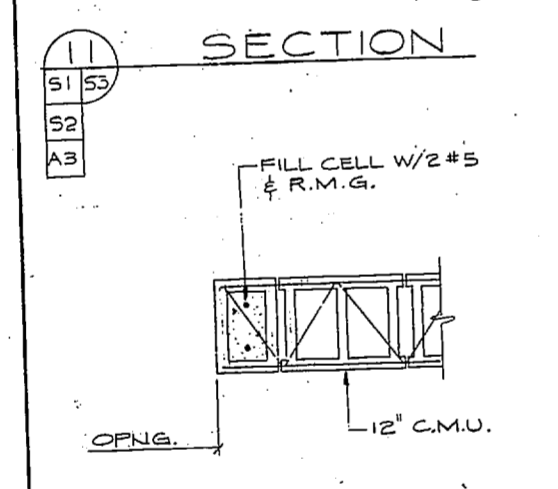 SECTION
11
S1 S3
S2
A3
FILL CELL W/2 #5
& R.M.G.
OPNG.
12" C.M.U.